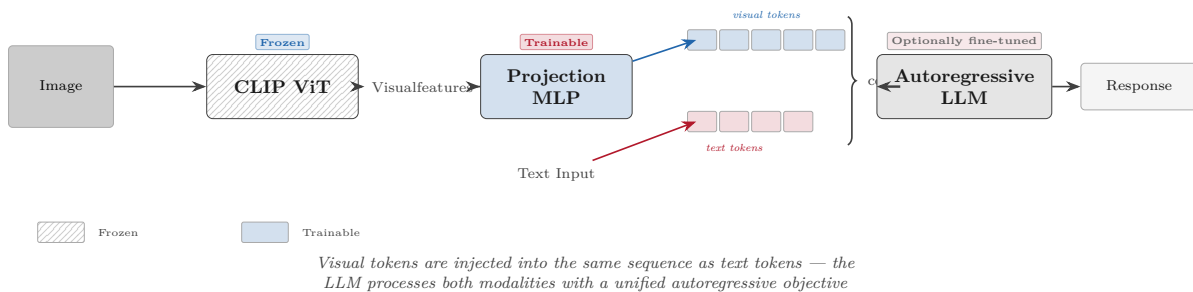 visual tokens
Frozen
Trainable
Optionally fine-tuned
Image
CLIP ViT
Visualfeatures
Projection
MLP
Autoregressive
LLM
Response
text tokens
Text Input
Frozen
Trainable
Visual tokens are injected into the same sequence as text tokens — the
LLM processes both modalities with a unified autoregressive objective